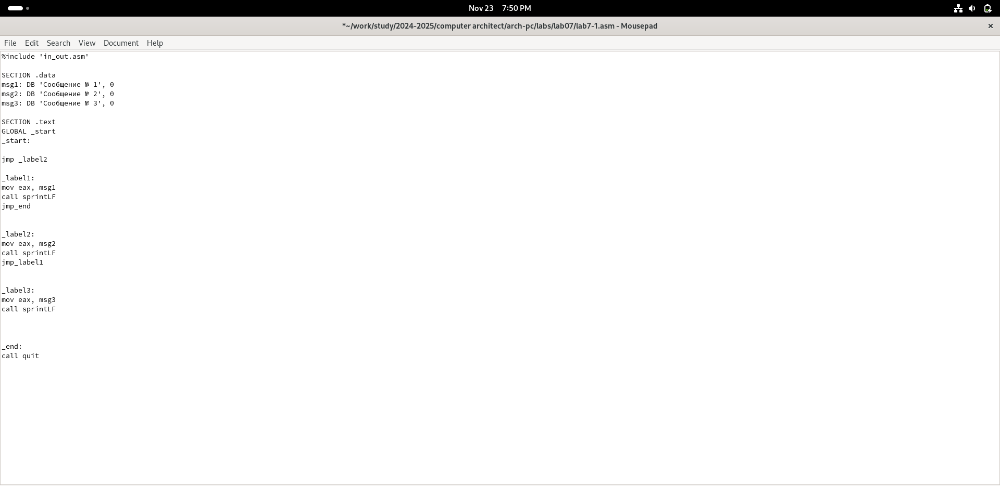 Nov 23 7:50 PM
*~/work/study/2024-2025/computer architect/arch-pc/labs/lab07/lab7-1.asm - Mousepad
×
File Edit Search View Document Help
%include 'in_out.asm'
SECTION .data
msg1: DB 'Сообщение № 1', 0
msg2: DB 'Сообщение № 2', 0
msg3: DB 'Сообщение № 3', 0
SECTION .text
GLOBAL _start
_start:
jmp _label2
_label1:
mov eax, msg1
call sprintLF
jmp_end
_label2:
mov eax, msg2
call sprintLF
jmp_label1
_label3:
mov eax, msg3
call sprintLF
_end:
call quit